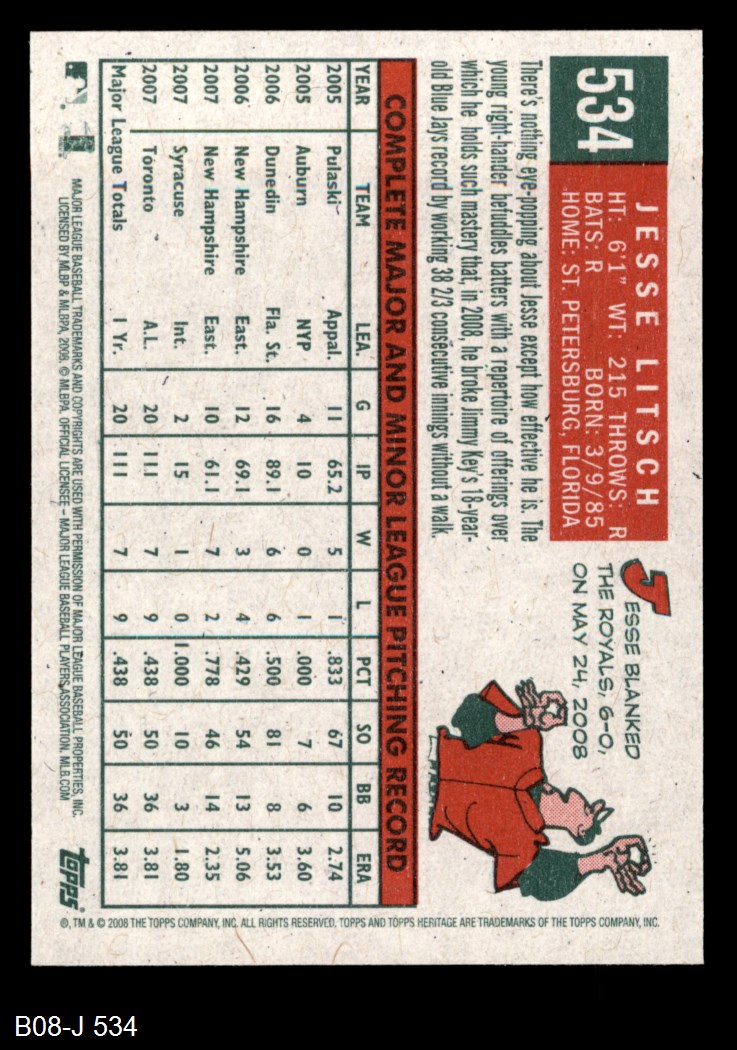 534
JESSE LITSCH
HT: 6'1" WT: 215 THROWS: R
BATS: R BORN: 3/9/85
HOME: ST. PETERSBURG, FLORIDA
There's nothing eye-popping about Jesse except how effective he is. The
young right-hander befuddles batters with a repertoire of offerings over
which he holds such mastery that, in 2008, he broke Jimmy Key's 18-year-
old Blue Jays record by working 38 2/3 consecutive innings without a walk.
JESSE BLANKED
THE ROYALS, 6-0,
ON MAY 24, 2008
COMPLETE MAJOR AND MINOR LEAGUE PITCHING RECORD
YEAR TEAM LEA. G IP W L PCT SO BB ERA
2005 Pulaski Appal. 11 65.2 5 1 .833 67 10 2.74
2005 Auburn NYP 4 10 0 1 .000 7 6 3.60
2006 Dunedin Fla. St. 16 89.1 6 6 .500 81 8 3.53
2006 New Hampshire East. 12 69.1 3 4 .429 54 13 5.06
2007 New Hampshire East. 10 61.1 7 2 .778 46 14 2.35
2007 Syracuse Int. 2 15 1 0 1.000 10 3 1.80
2007 Toronto A.L. 20 111 7 9 .438 50 36 3.81
Major League Totals 1 Yr. 20 111 7 9 .438 50 36 3.81
MAJOR LEAGUE BASEBALL TRADEMARKS AND COPYRIGHTS ARE USED WITH PERMISSION OF MAJOR LEAGUE BASEBALL PROPERTIES, INC.
LICENSED BY MLBP & MLBPA, 2008. © MLBPA. OFFICIAL LICENSEE – MAJOR LEAGUE BASEBALL PLAYERS ASSOCIATION. MLB.COM
topps®
®, TM & © 2008 THE TOPPS COMPANY, INC. ALL RIGHTS RESERVED. TOPPS AND TOPPS HERITAGE ARE TRADEMARKS OF THE TOPPS COMPANY, INC.
B08-J 534